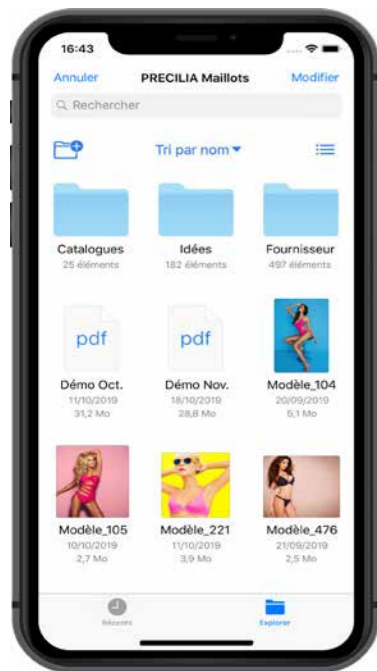 16:43
Annuler PRECILIA Maillots Modifier
Rechercher
Tri par nom
Catalogues Idées Fournisseur
25 éléments 182 éléments 497 éléments
pdf pdf
Démo Oct. Démo Nov. Modèle_104
11/10/2019 18/10/2019 20/09/2019
31,2 Mo 28,8 Mo 5,1 Mo
Modèle_105 Modèle_221 Modèle_476
10/10/2019 11/10/2019 21/09/2019
2,7 Mo 3,9 Mo 2,5 Mo
Récents Explorer